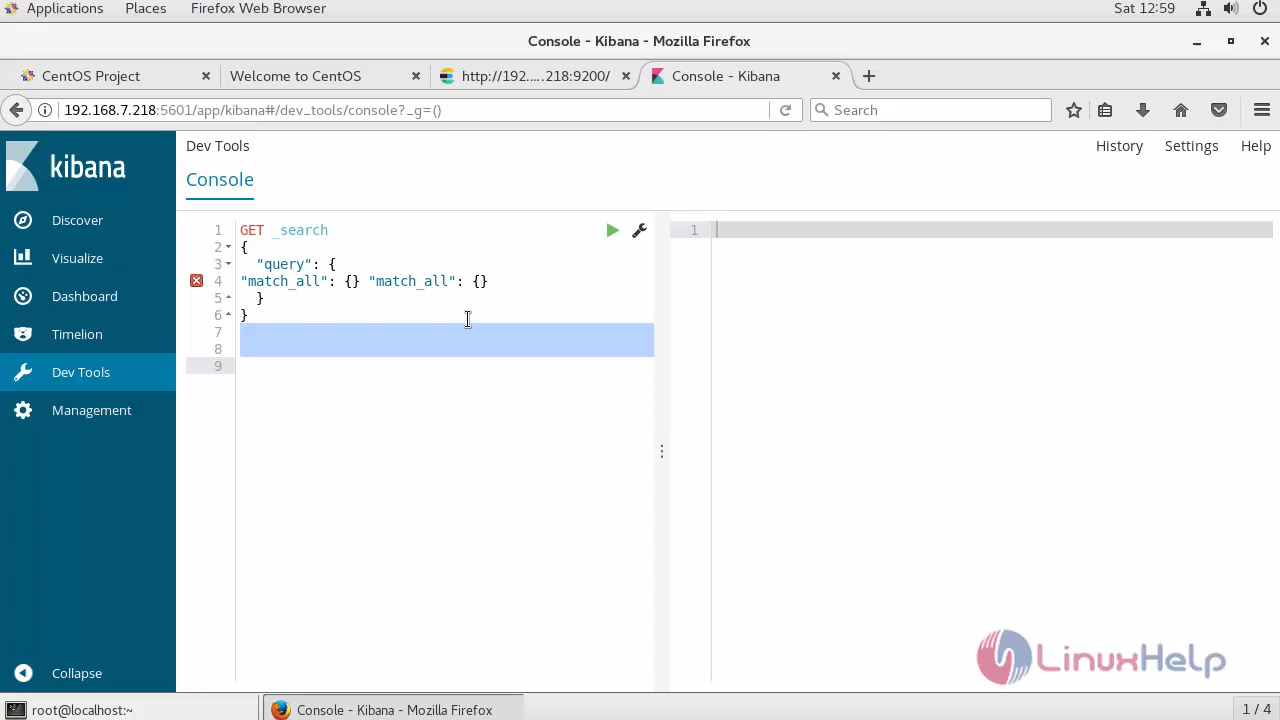 Applications Places Firefox Web Browser Sat 12:59
Console - Kibana - Mozilla Firefox
CentOS Project Welcome to CentOS http://192.....218:9200/ Console - Kibana
192.168.7.218:5601/app/kibana#/dev_tools/console?_g=() Search
kibana
Discover
Visualize
Dashboard
Timelion
Dev Tools
Management
Collapse
Dev Tools History Settings Help
Console
1 GET _search
2 {
3 "query": {
4 "match_all": {} "match_all": {}
5 }
6 }
7
8
9
1
LinuxHelp
root@localhost:~ Console - Kibana - Mozilla Firefox 1 / 4